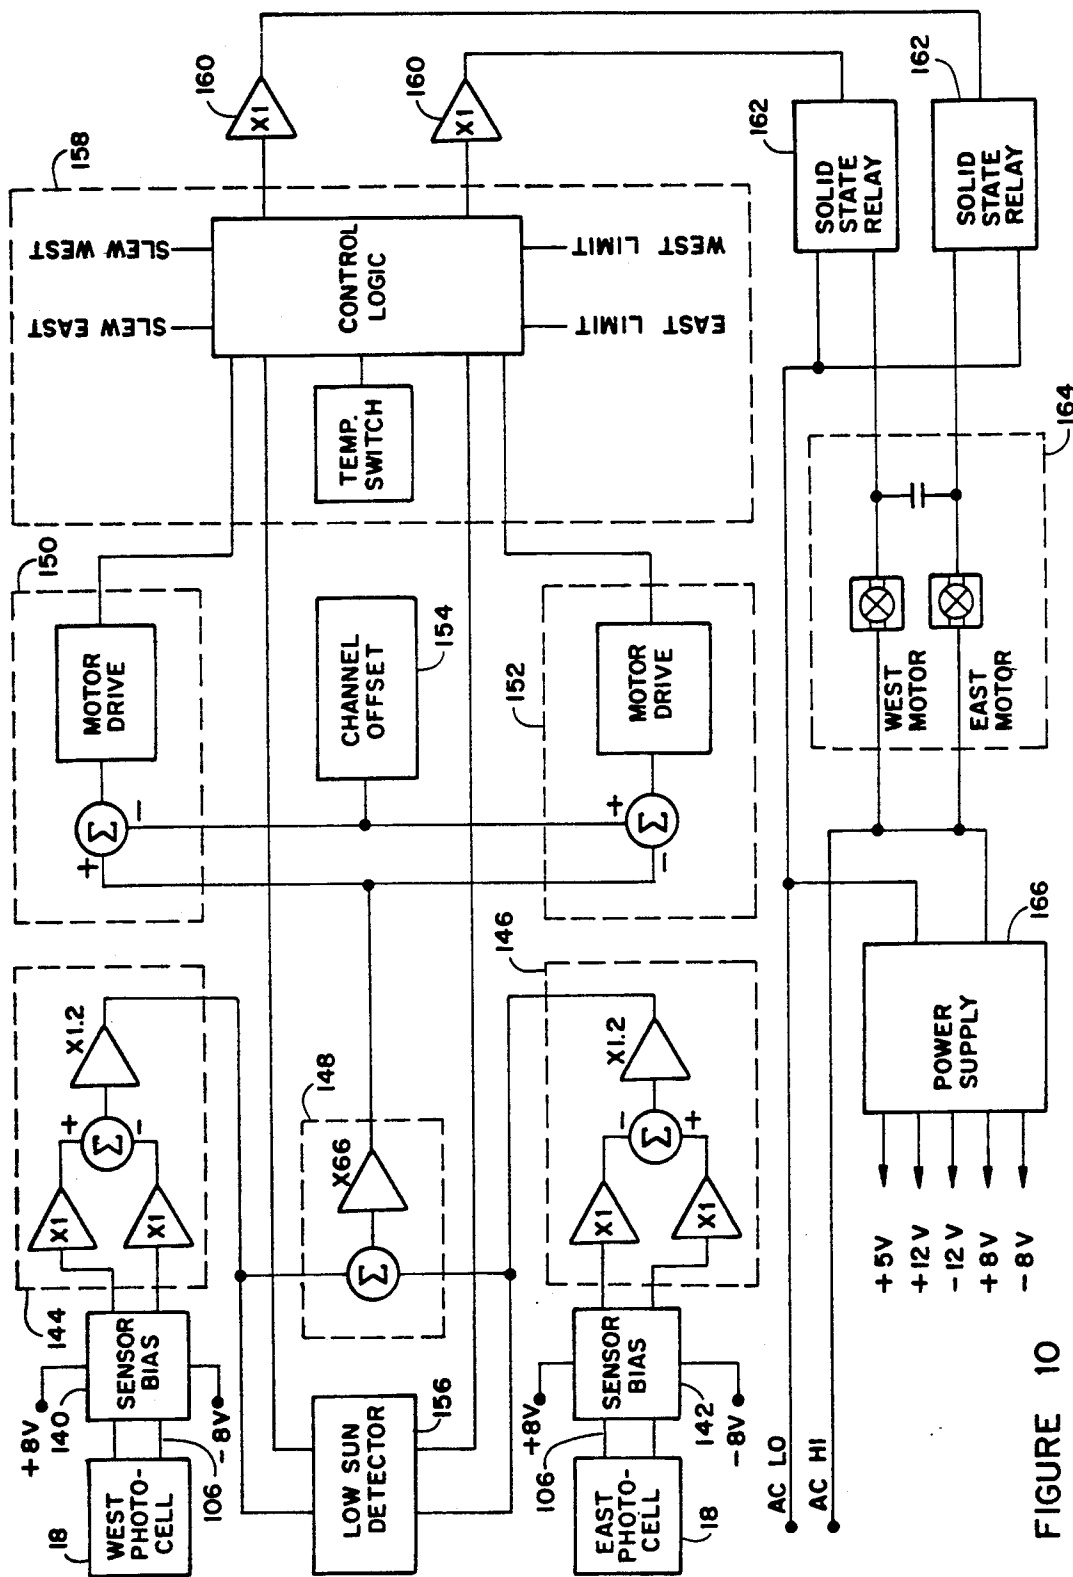 18
WEST
PHOTO-
CELL
106
+8V
140
SENSOR
BIAS
-8V
144
X1
X1
+
Σ
-
X1.2
150
+
Σ
-
MOTOR
DRIVE
158
SLEW EAST
SLEW WEST
CONTROL
LOGIC
TEMP.
SWITCH
EAST LIMIT
WEST LIMIT
160
X1
160
X1
LOW SUN
DETECTOR
156
148
Σ
X66
CHANNEL
OFFSET
154
EAST
PHOTO
CELL
18
106
+8V
SENSOR
BIAS
142
-8V
146
X1
X1
-
Σ
+
X1.2
152
+
Σ
-
MOTOR
DRIVE
162
SOLID
STATE
RELAY
162
SOLID
STATE
RELAY
AC LO
AC HI
WEST
MOTOR
EAST
MOTOR
164
166
POWER
SUPPLY
+5V
+12V
-12V
+8V
-8V
FIGURE 10